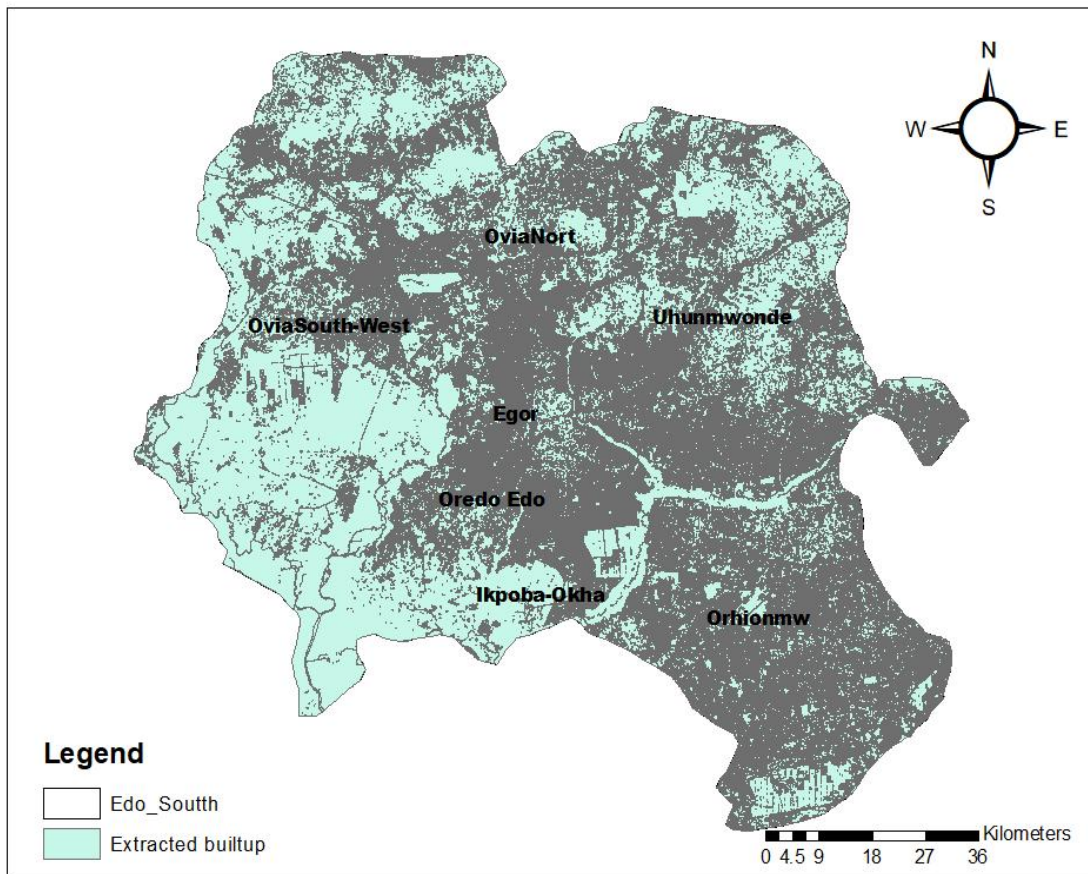 N
W E
S
OviaNort
OviaSouth-West
Uhunmwonde
Egor
Oredo Edo
Ikpoba-Okha
Orhionmw
Legend
Edo_Soutth
Extracted builtup
Kilometers
0 4.5 9 18 27 36